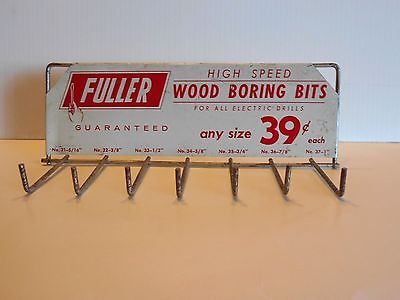 FULLER
HIGH SPEED
WOOD BORING BITS
FOR ALL ELECTRIC DRILLS
GUARANTEED
any size 39¢ each
No. 31-5/16" No. 32-3/8" No. 33-1/2" No. 34-5/8" No. 35-3/4" No. 36-7/8" No. 37-1"